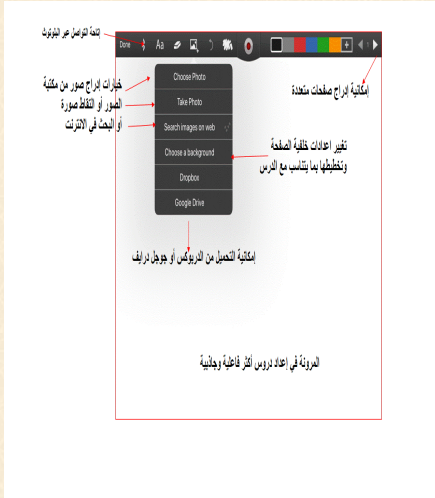 إتاحة التواصل عبر البلوتوث
Done
Aa
1
خيارات إدراج صور من مكتبة
الصور أو التقاط صورة
أو البحث في الانترنت
Choose Photo
Take Photo
Search images on web
Choose a background
Dropbox
Google Drive
إمكانية إدراج صفحات متعددة
تغيير اعدادات خلفية الصفحة
وتخطيطها بما يتناسب مع الدرس
إمكانية التحميل من الدربوكس أو جوجل درايف
المرونة في إعداد دروس أكثر فاعلية وجاذبية